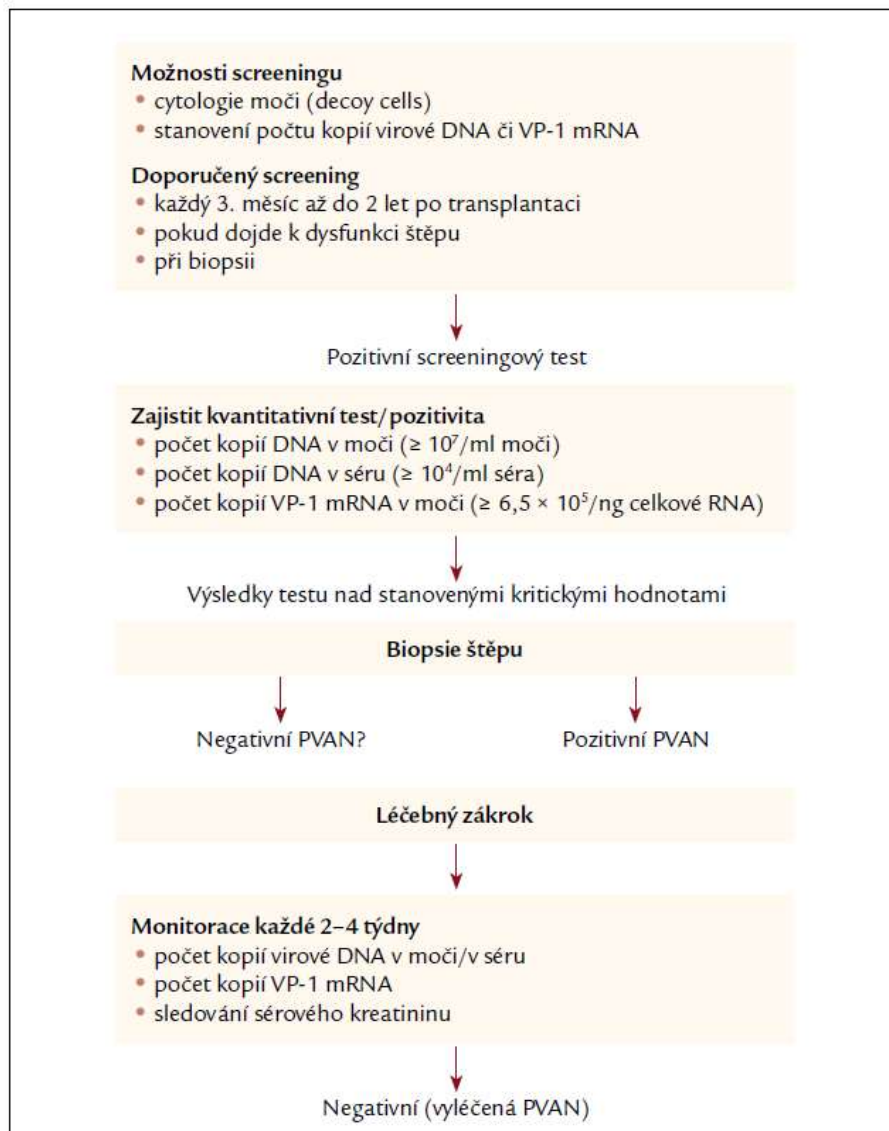 Možnosti screeningu
• cytologie moči (decoy cells)
• stanovení počtu kopií virové DNA či VP-1 mRNA
Doporučený screening
• každý 3. měsíc až do 2 let po transplantaci
• pokud dojde k dysfunkci štěpu
• při biopsii
Pozitivní screeningový test
Zajistit kvantitativní test/pozitivita
• počet kopií DNA v moči (≥ 10⁷/ml moči)
• počet kopií DNA v séru (≥ 10⁴/ml séra)
• počet kopií VP-1 mRNA v moči (≥ 6,5 × 10⁵/ng celkové RNA)
Výsledky testu nad stanovenými kritickými hodnotami
Biopsie štěpu
Negativní PVAN? Pozitivní PVAN
Léčebný zákrok
Monitorace každé 2–4 týdny
• počet kopií virové DNA v moči/v séru
• počet kopií VP-1 mRNA
• sledování sérového kreatininu
Negativní (vyléčená PVAN)